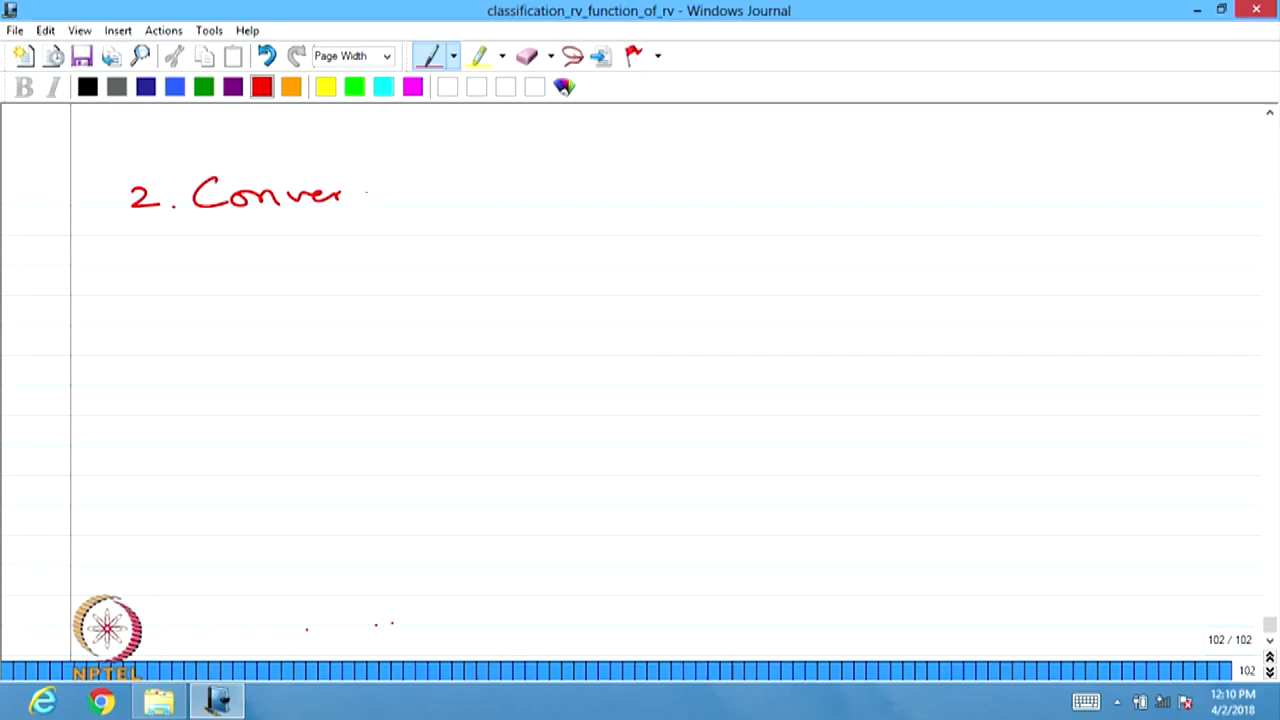 classification_rv_function_of_rv - Windows Journal
File Edit View Insert Actions Tools Help
Page Width
B I
2. Conver
102 / 102
102
NPTEL
12:10 PM
4/2/2018